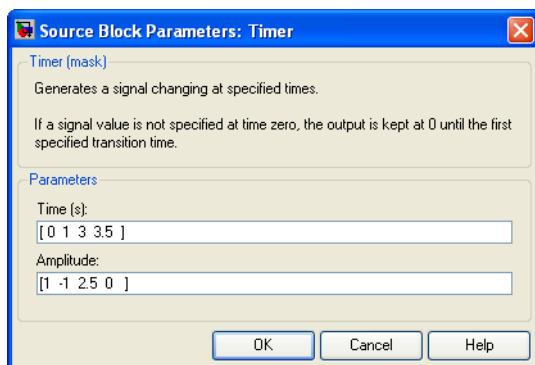 Source Block Parameters: Timer
Timer (mask)
Generates a signal changing at specified times.
If a signal value is not specified at time zero, the output is kept at 0 until the first
specified transition time.
Parameters
Time (s):
[ 0 1 3 3.5 ]
Amplitude:
[1 -1 2.5 0 ]
OK
Cancel
Help